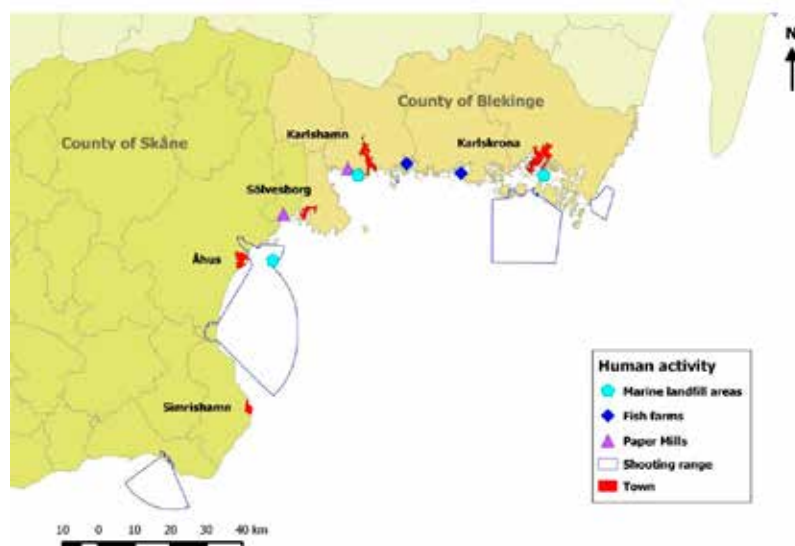 N
County of Blekinge
County of Skåne
Karlshamn
Karlskrona
Sölvesborg
Åhus
Simrishamn
Human activity
Marine landfill areas
Fish farms
Paper Mills
Shooting range
Town
10 0 10 20 30 40 km